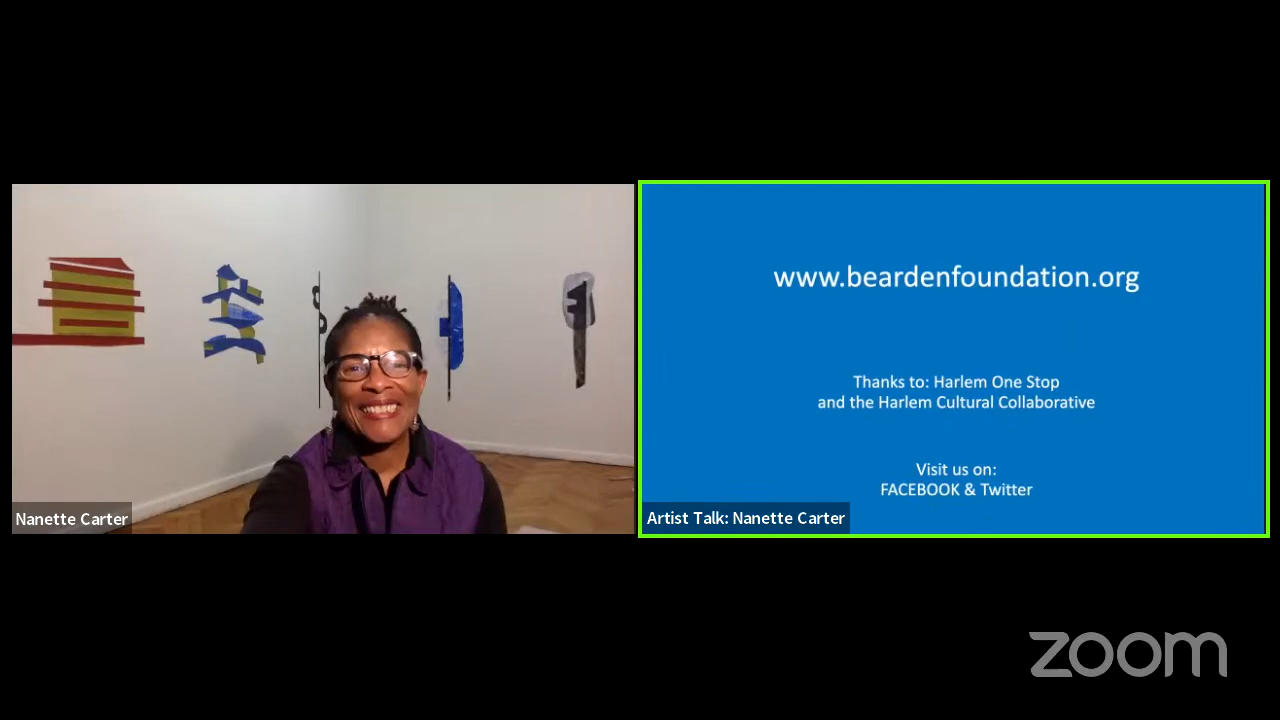 www.beardenfoundation.org
Thanks to: Harlem One Stop
and the Harlem Cultural Collaborative
Visit us on:
FACEBOOK & Twitter
Nanette Carter
Artist Talk: Nanette Carter
zoom